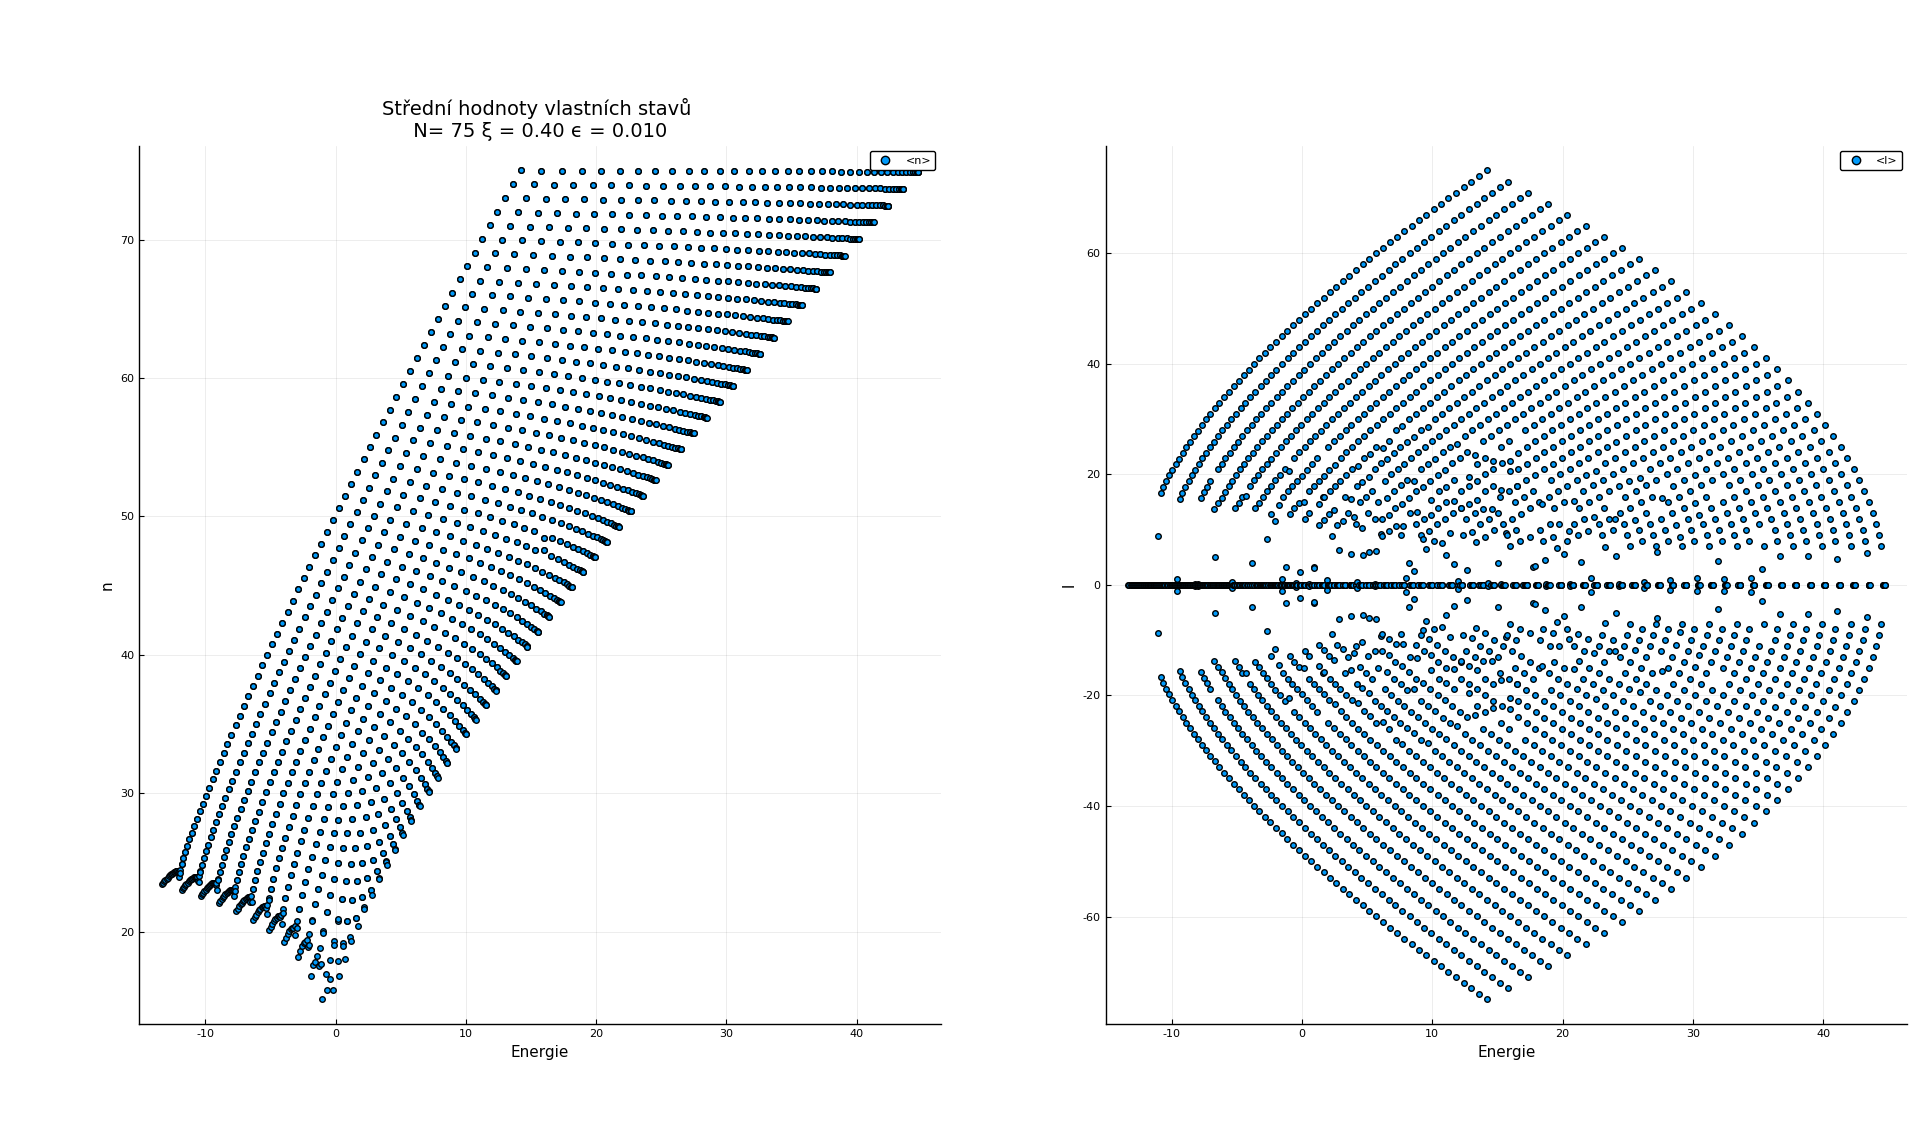 Střední hodnoty vlastních stavů
N= 75 ξ = 0.40 ϵ = 0.010
<n>
n
70
60
50
40
30
20
-10 0 10 20 30 40
Energie
<l>
l
60
40
20
0
-20
-40
-60
-10 0 10 20 30 40
Energie